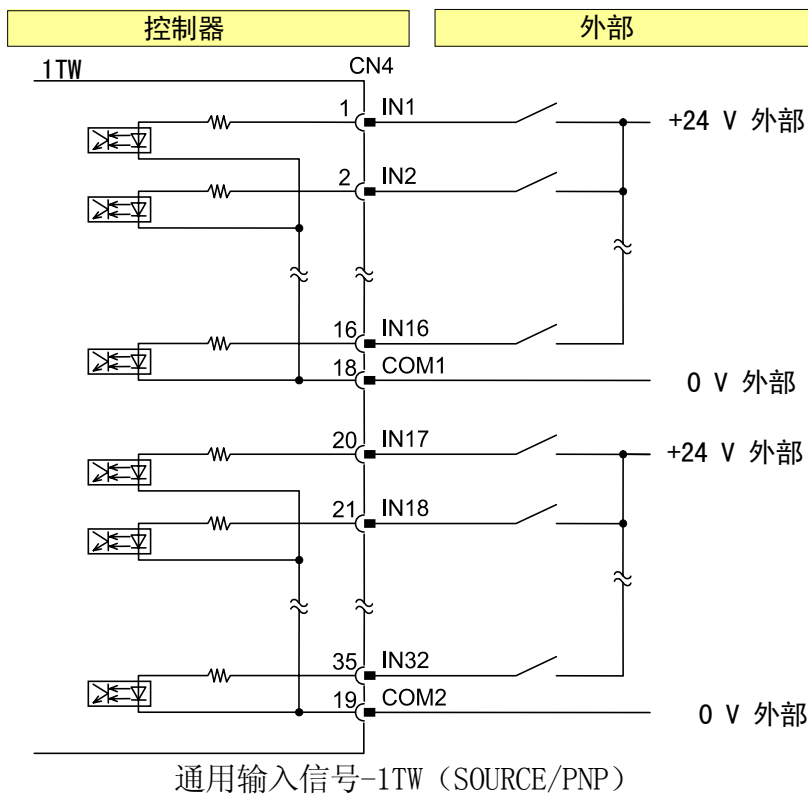 控制器 外部
1TW CN4
1 IN1 +24 V 外部
2 IN2
16 IN16
18 COM1 0 V 外部
20 IN17 +24 V 外部
21 IN18
35 IN32
19 COM2 0 V 外部
通用输入信号-1TW（SOURCE/PNP）